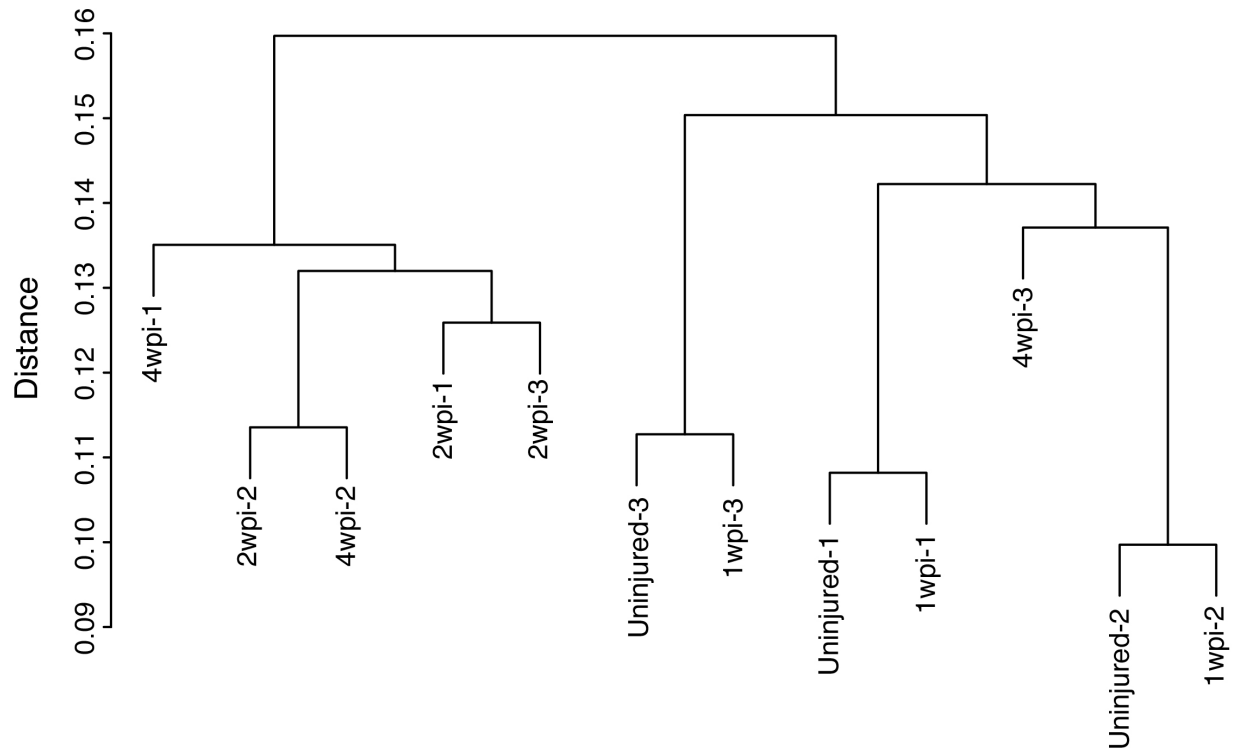 Distance
0.16
0.15
0.14
0.13
0.12
0.11
0.10
0.09
4wpi-1
2wpi-2
4wpi-2
2wpi-1
2wpi-3
Uninjured-3
1wpi-3
Uninjured-1
1wpi-1
4wpi-3
Uninjured-2
1wpi-2